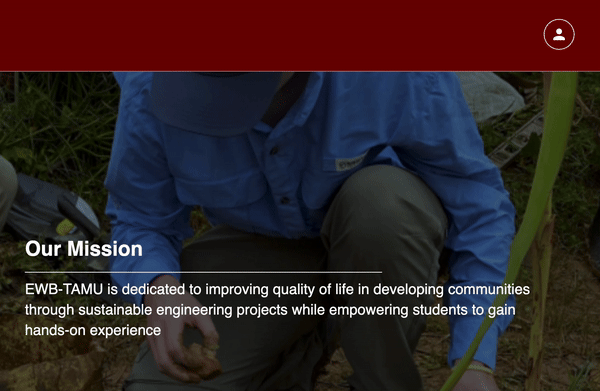 Our Mission
EWB-TAMU is dedicated to improving quality of life in developing communities
through sustainable engineering projects while empowering students to gain
hands-on experience